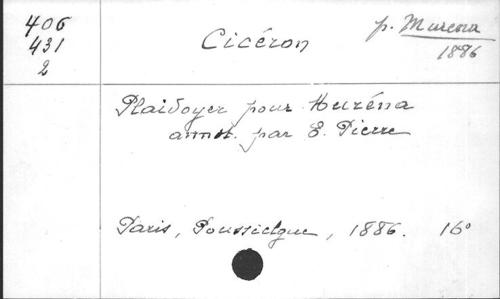 406
431
2
Cicéron
p. Murena
1886
Plaidoyer pour Muréna
annot. par E. Pierre
Paris, Poussielgue, 1886. 16°